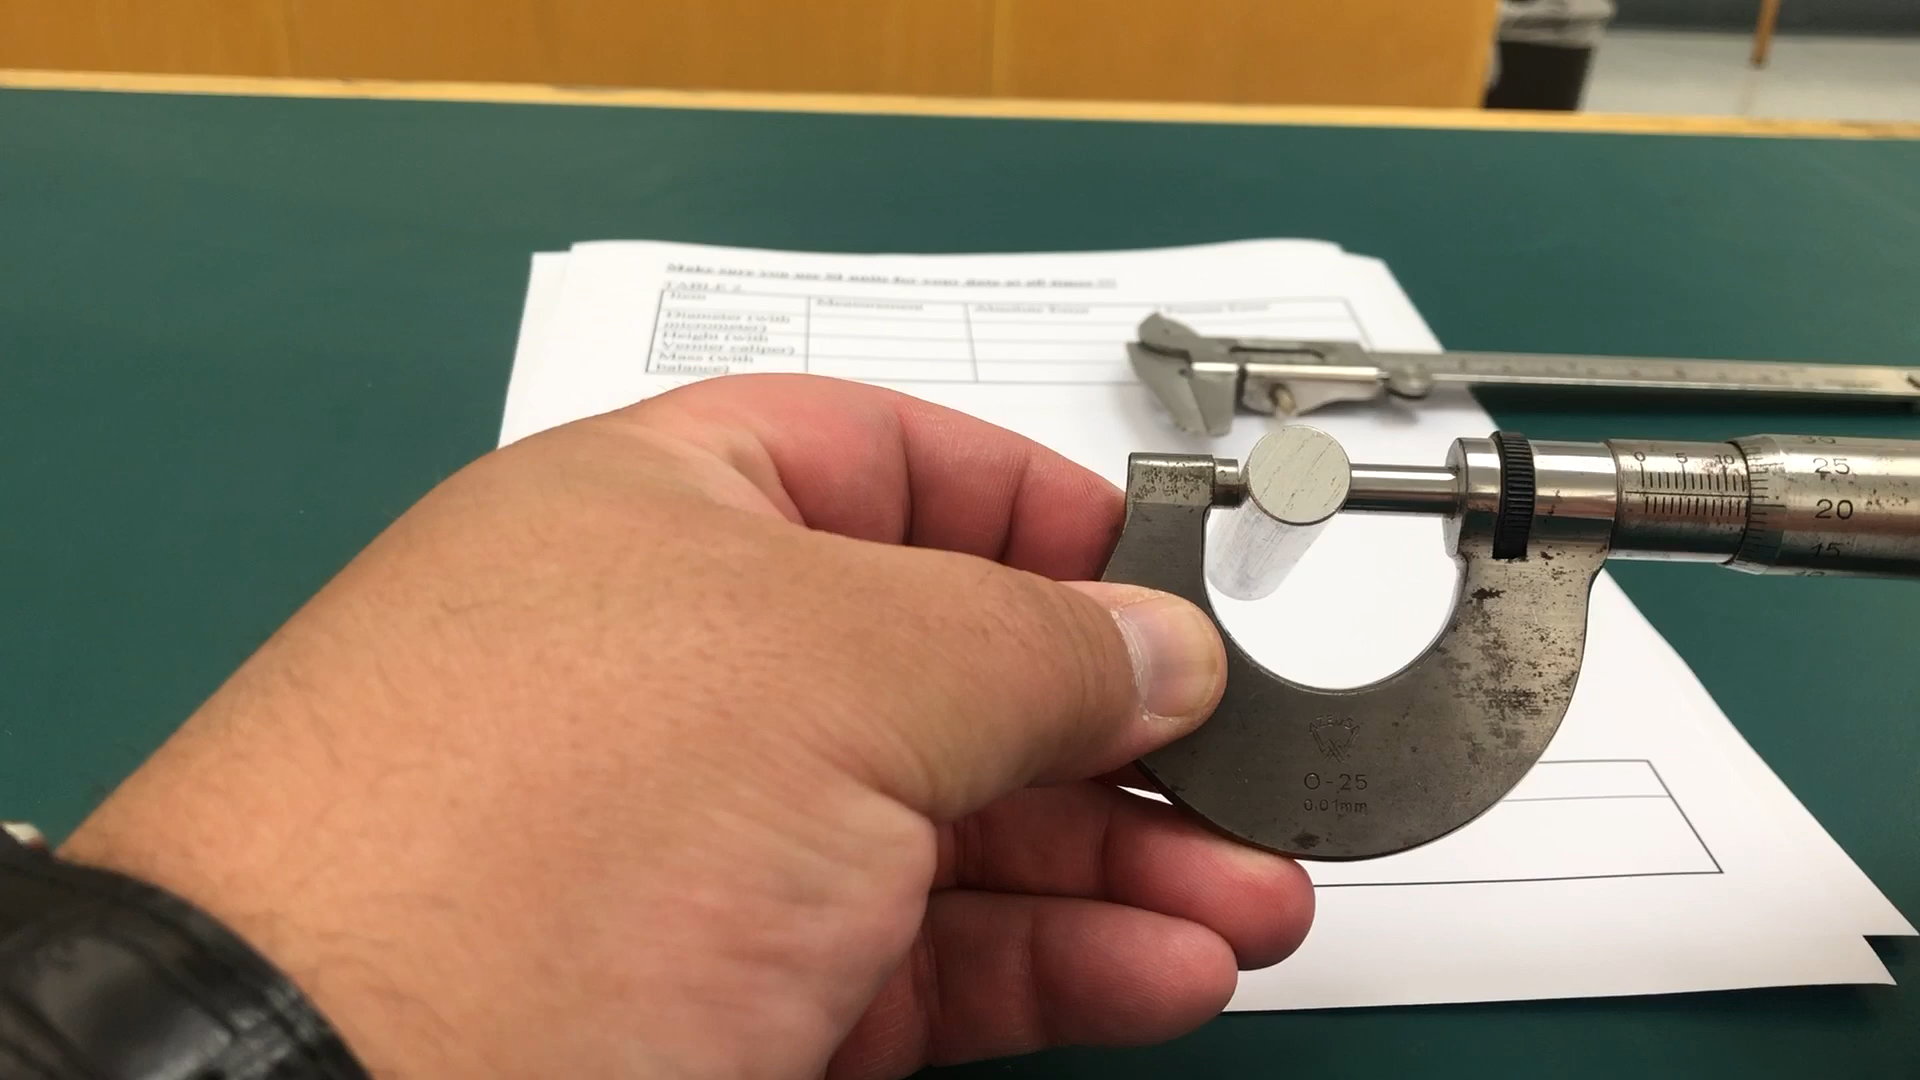 Make sure you use SI units for your data at all times !!!
TABLE 2
Item Measurement Absolute Error Percent Error
Diameter (with
micrometer)
Height (with
Vernier caliper)
Mass (with
balance)
0 5 10
30
25
20
15
ZEUS
0-25
0.01mm